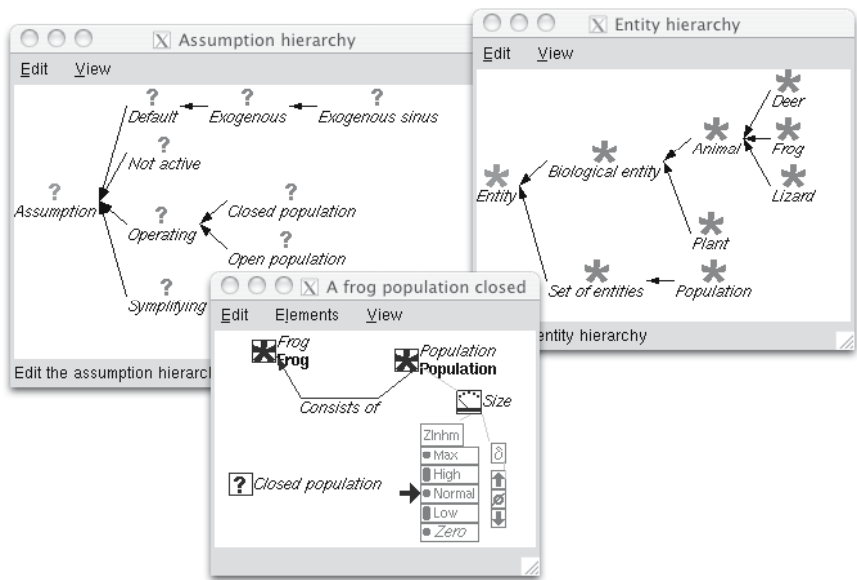 Assumption hierarchy
Edit View
Default Exogenous Exogenous sinus
Not active
Assumption
Closed population
Operating
Open population
Symplifying
Edit the assumption hierarc
Entity hierarchy
Edit View
Deer
Animal Frog
Biological entity
Entity Lizard
Plant
Set of entities Population
entity hierarchy
A frog population closed
Edit Elements View
Frog
Frog
Population
Population
Consists of
Size
Zlnhm
Max
High
Closed population
Normal
Low
Zero
δ
ø